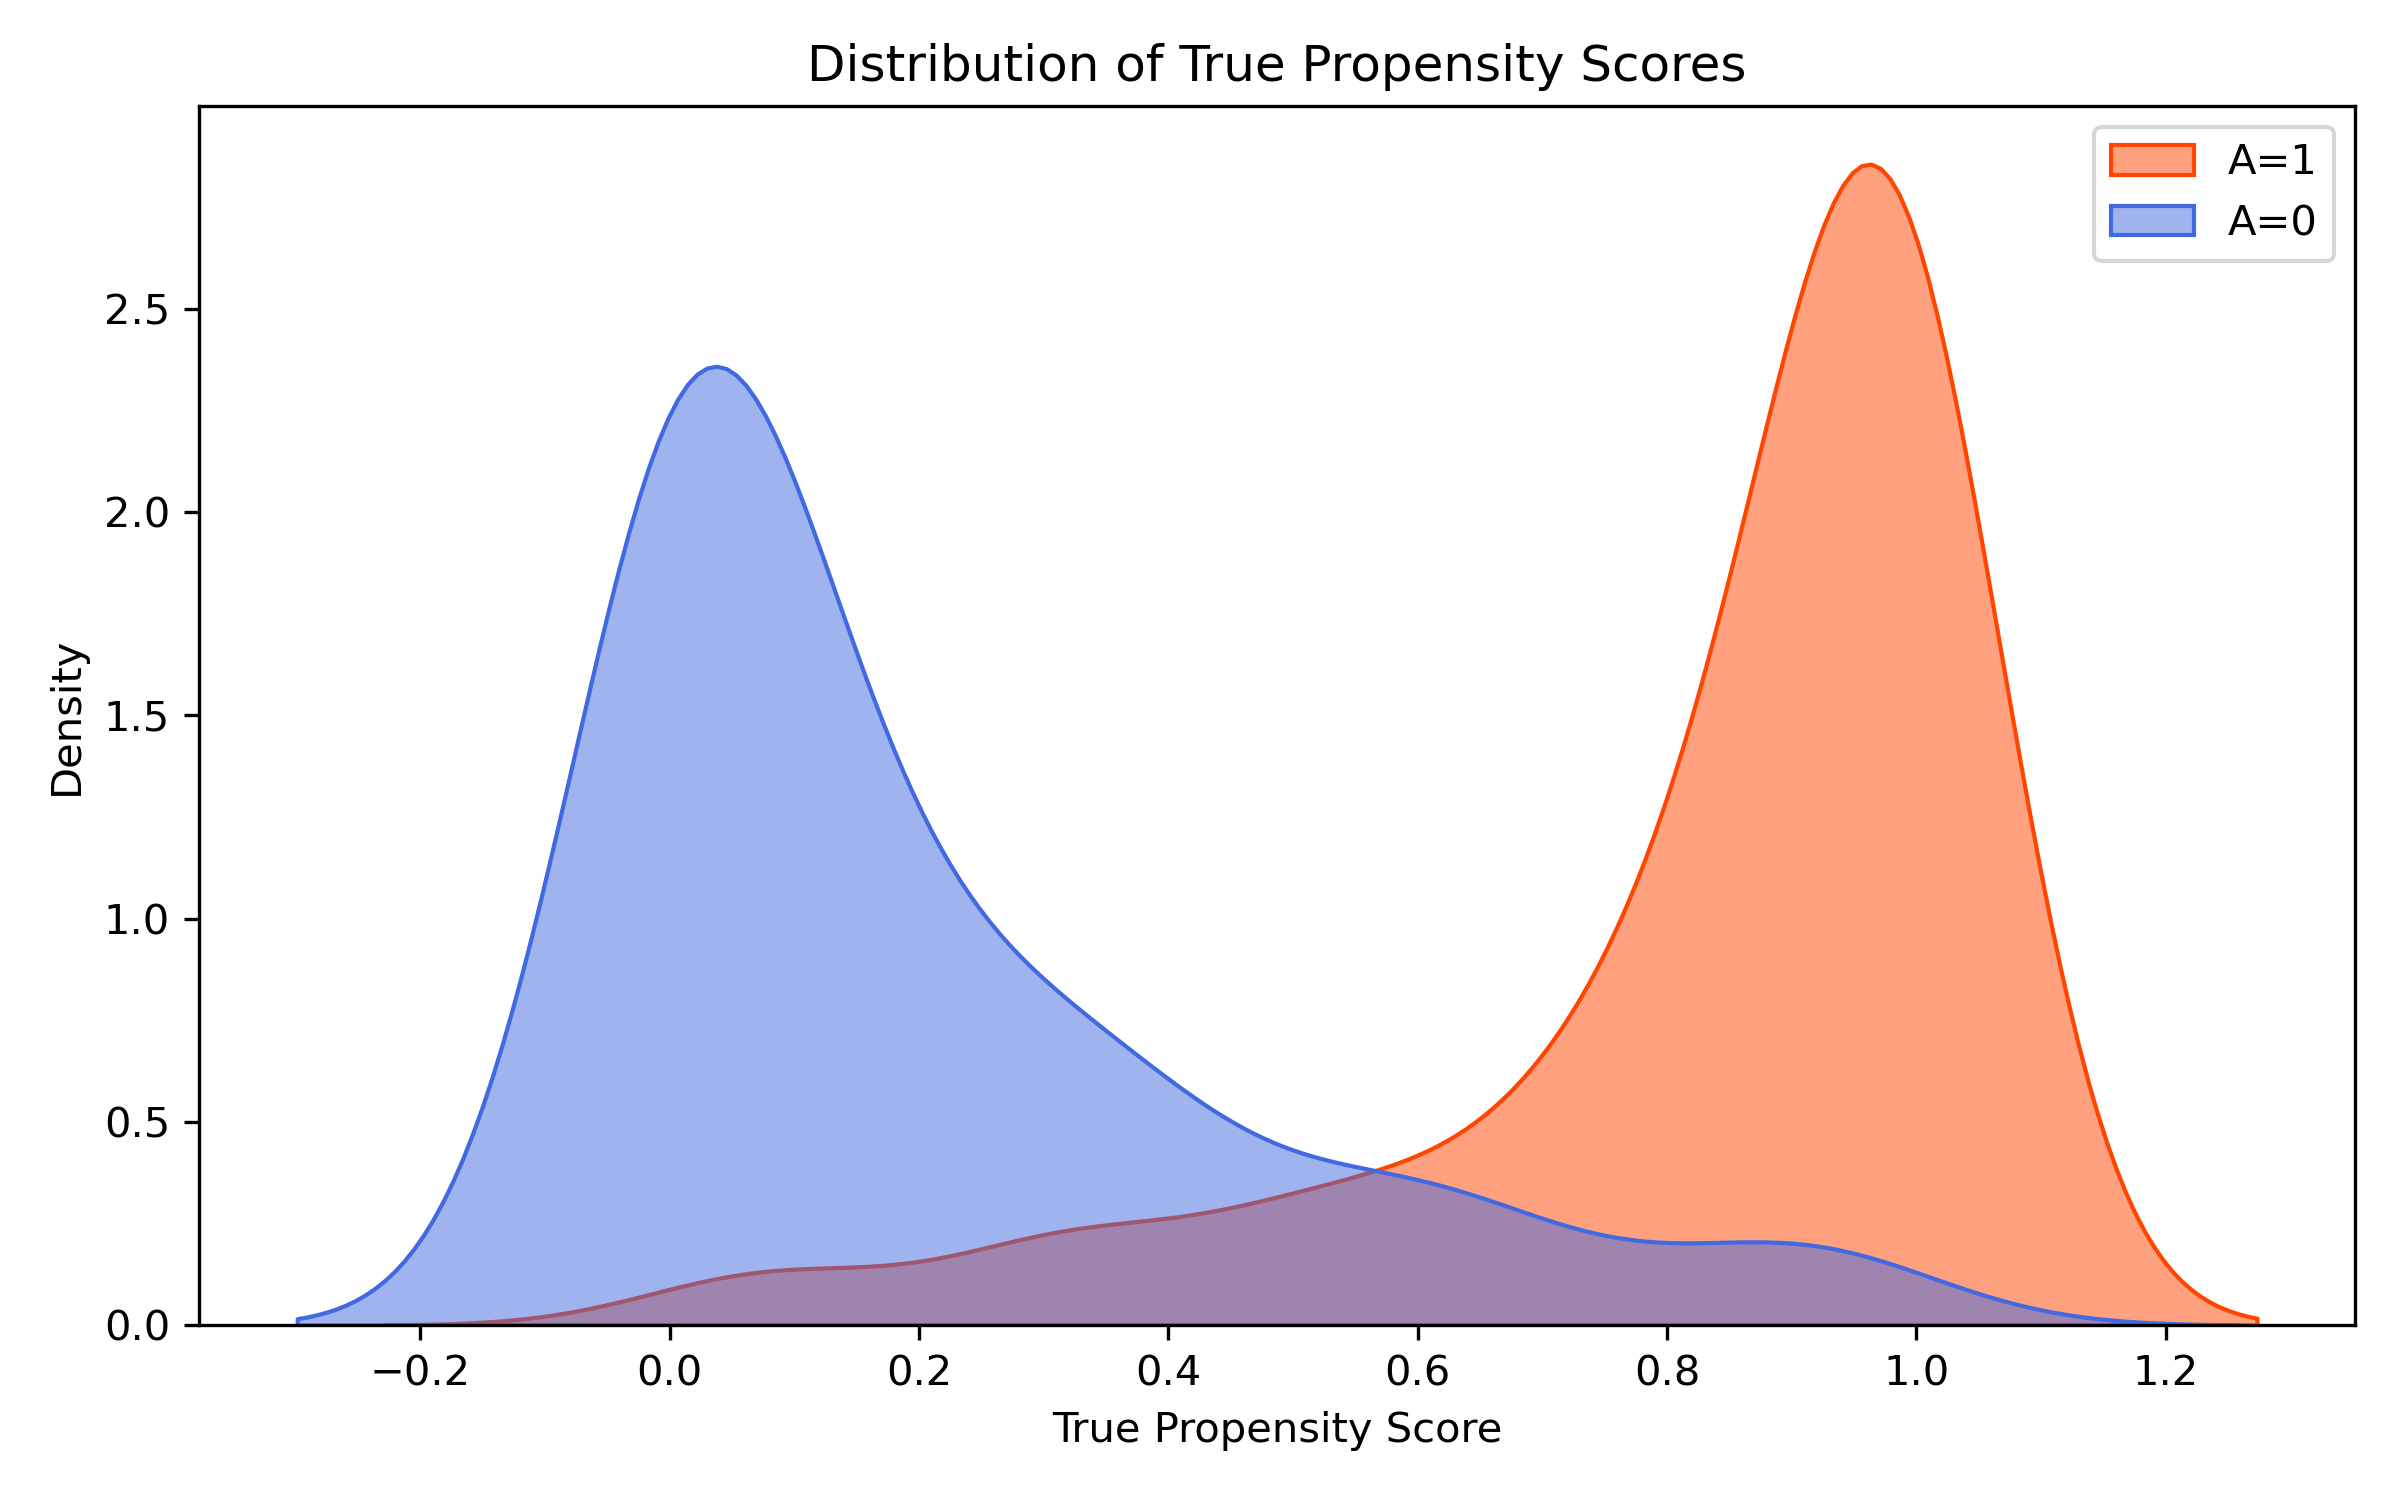 Distribution of True Propensity Scores
A=1
A=0
Density
2.5
2.0
1.5
1.0
0.5
0.0
−0.2 0.0 0.2 0.4 0.6 0.8 1.0 1.2
True Propensity Score